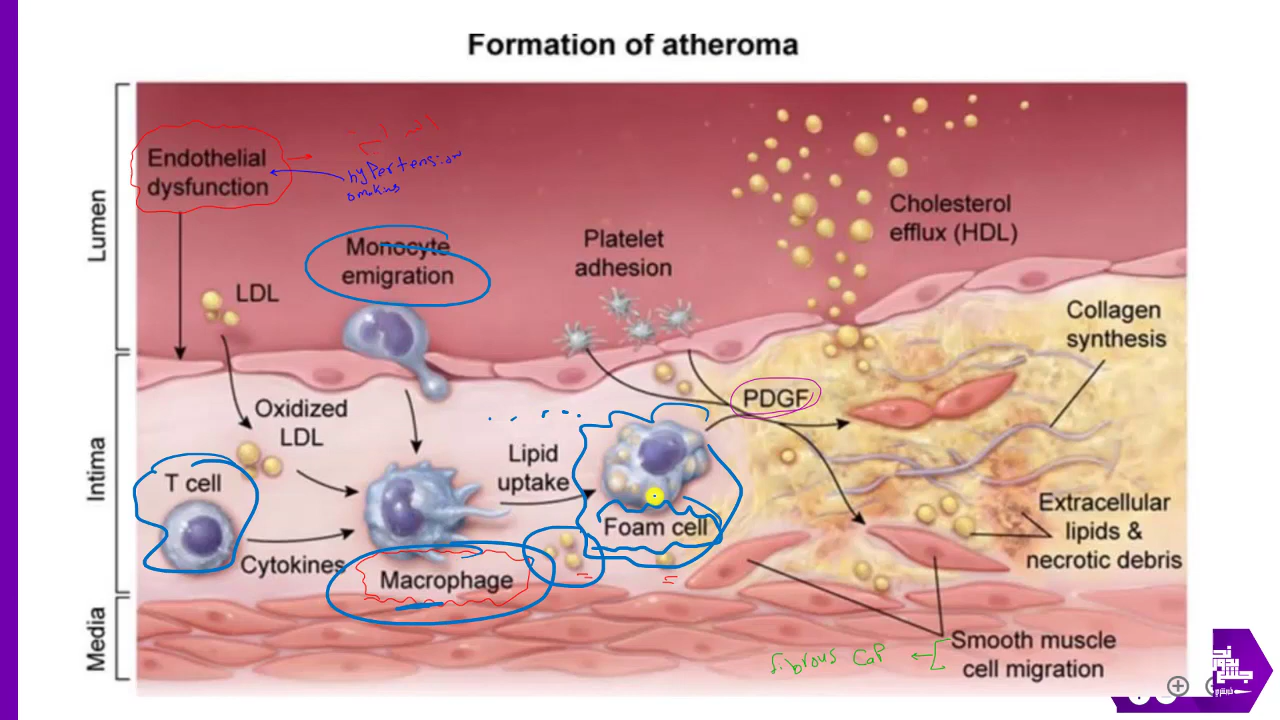 Formation of atheroma
Lumen
Intima
Media
Endothelial
dysfunction
hypertension
smoking
Monocyte
emigration
LDL
Platelet
adhesion
Cholesterol
efflux (HDL)
Collagen
synthesis
Oxidized
LDL
PDGF
T cell
Lipid
uptake
Foam cell
Cytokines
Macrophage
Extracellular
lipids &
necrotic debris
fibrous CaP
Smooth muscle
cell migration